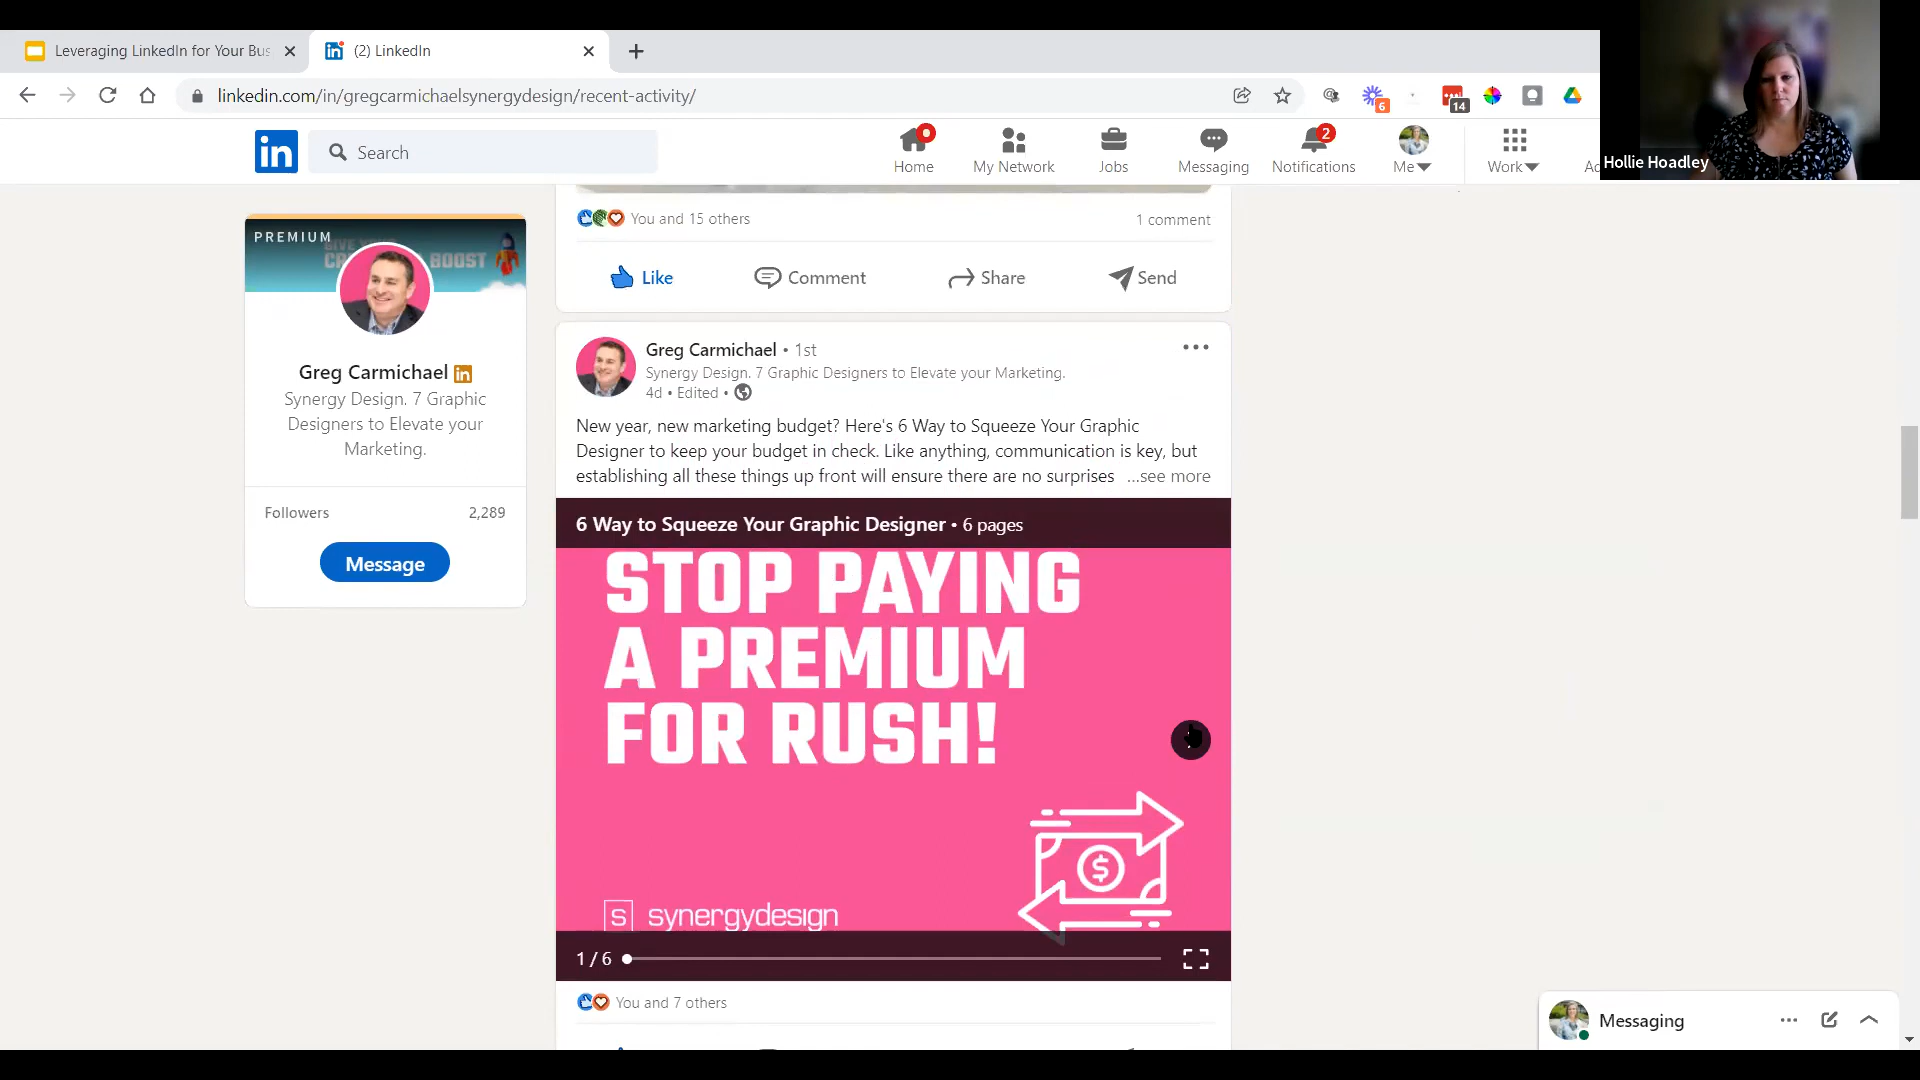 Leveraging LinkedIn for Your Bus
(2) LinkedIn
linkedin.com/in/gregcarmichaelsynergydesign/recent-activity/
6
14
Hollie Hoadley
in
Search
Home
My Network
Jobs
Messaging
2
Notifications
Me
Work
Ad
PREMIUM
BOOST
Greg Carmichael in
Synergy Design. 7 Graphic
Designers to Elevate your
Marketing.
Followers 2,289
Message
You and 15 others
1 comment
Like
Comment
Share
Send
Greg Carmichael • 1st
Synergy Design. 7 Graphic Designers to Elevate your Marketing.
4d • Edited •
New year, new marketing budget? Here's 6 Way to Squeeze Your Graphic
Designer to keep your budget in check. Like anything, communication is key, but
establishing all these things up front will ensure there are no surprises ...see more
6 Way to Squeeze Your Graphic Designer • 6 pages
STOP PAYING
A PREMIUM
FOR RUSH!
$
S synergydesign
1 / 6
You and 7 others
Messaging